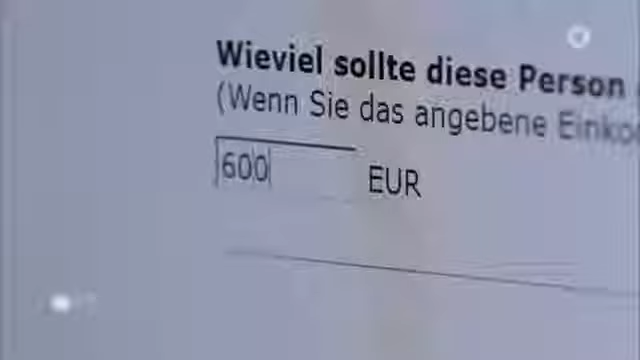 Wieviel sollte diese Person
(Wenn Sie das angebene
600 EUR